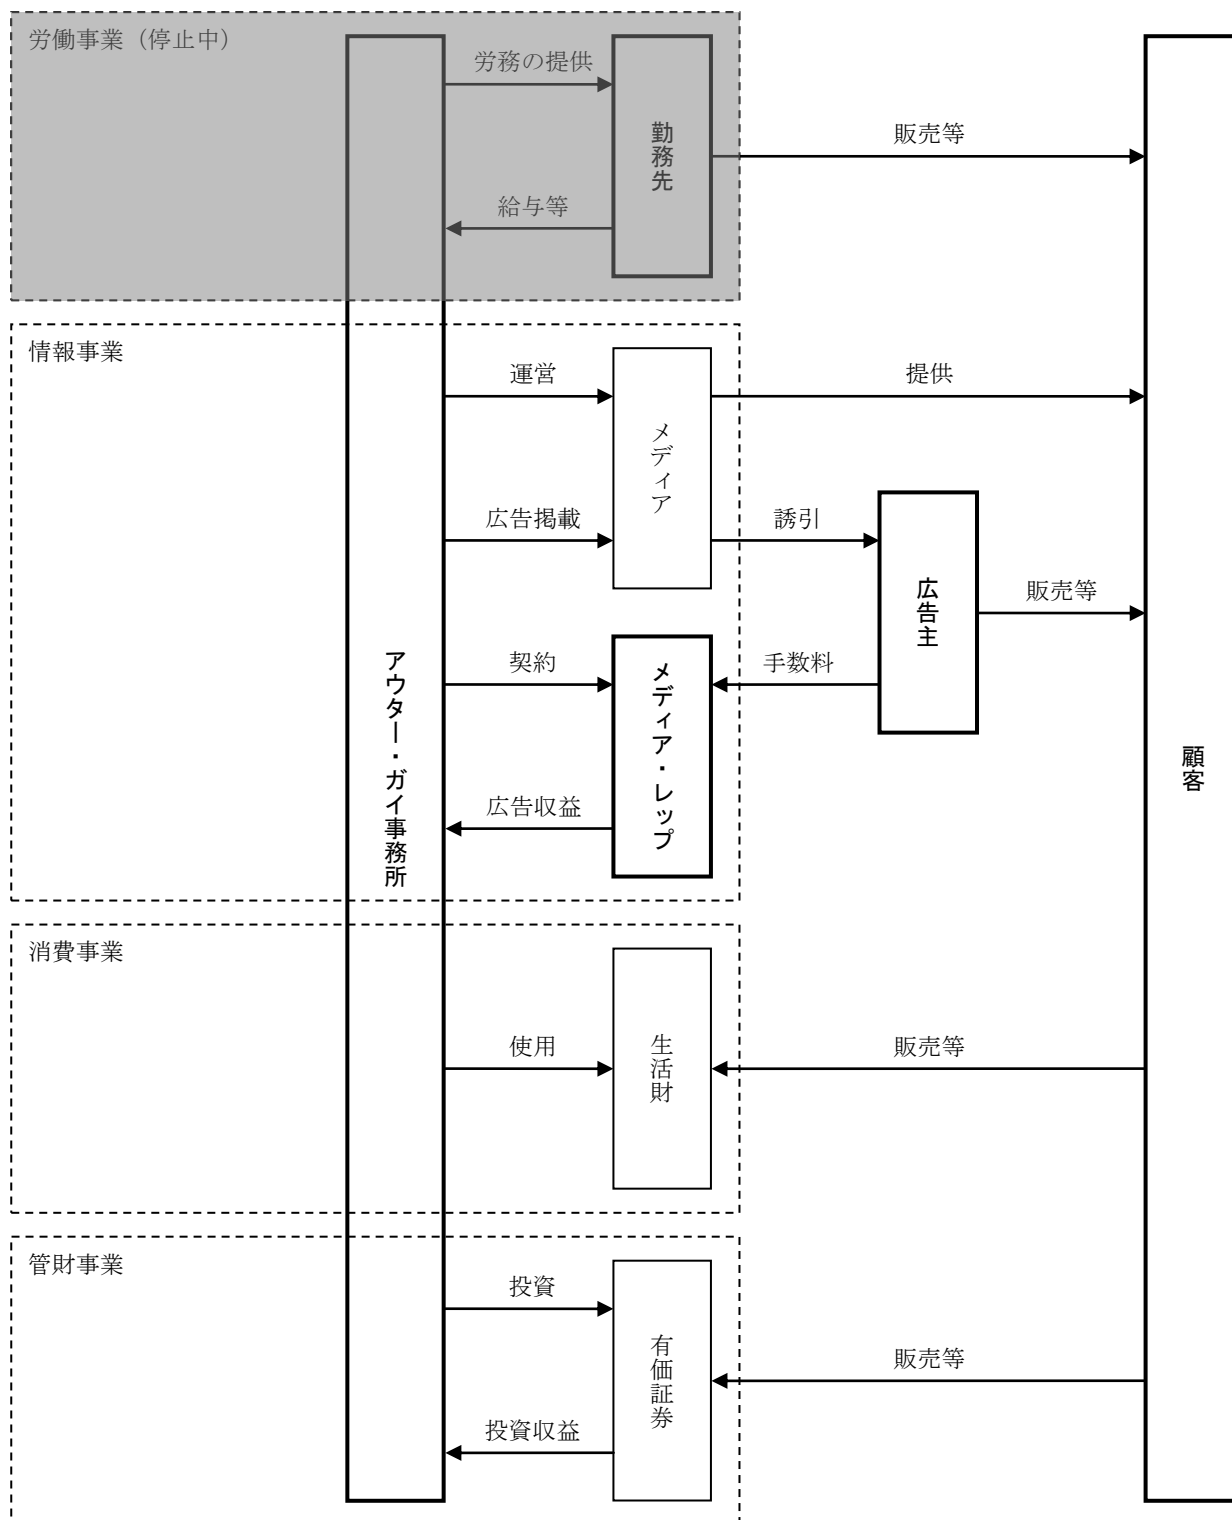 労働事業（停止中）
労務の提供
勤務先
販売等
給与等
情報事業
運営
提供
メディア
広告掲載
誘引
広告主
販売等
契約
手数料
メディア・レップ
広告収益
アウター・ガイ事務所
顧客
消費事業
使用
生活財
販売等
管財事業
投資
有価証券
販売等
投資収益